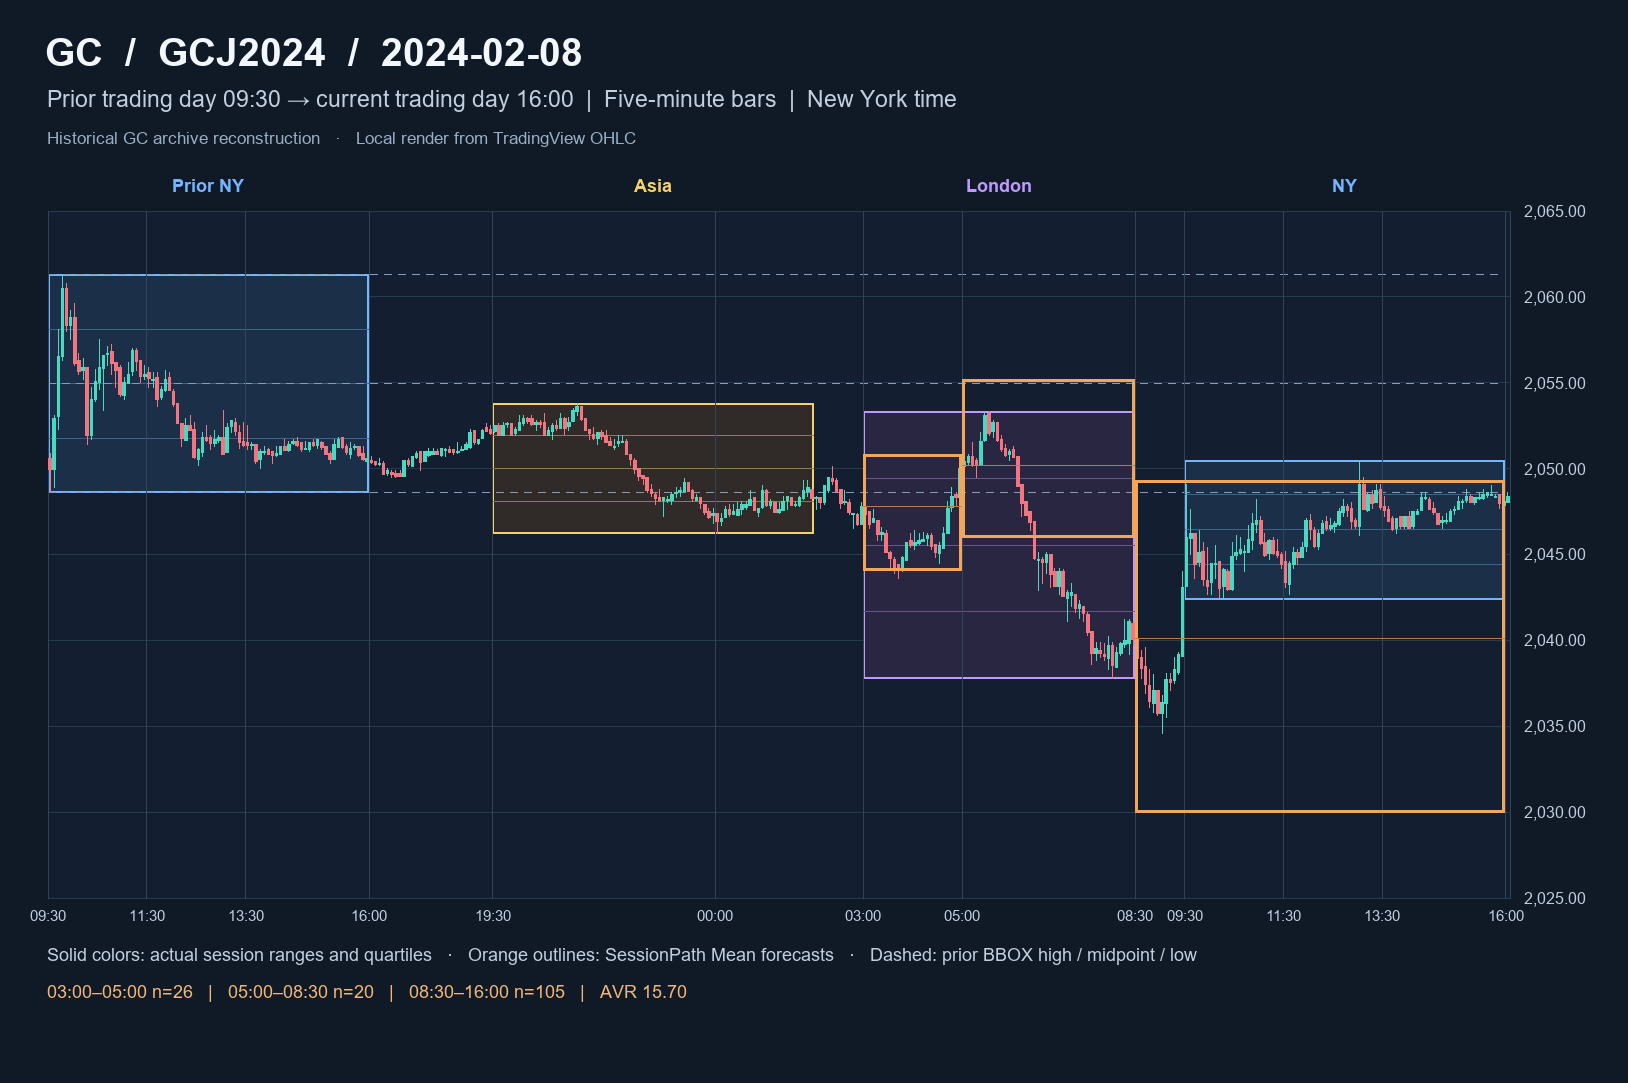 GC / GCJ2024 / 2024-02-08
Prior trading day 09:30 → current trading day 16:00 | Five-minute bars | New York time
Historical GC archive reconstruction · Local render from TradingView OHLC
Prior NY Asia London NY
2,065.00
2,060.00
2,055.00
2,050.00
2,045.00
2,040.00
2,035.00
2,030.00
2,025.00
09:30 11:30 13:30 16:00 19:30 00:00 03:00 05:00 08:30 09:30 11:30 13:30 16:00
Solid colors: actual session ranges and quartiles · Orange outlines: SessionPath Mean forecasts · Dashed: prior BBOX high / midpoint / low
03:00–05:00 n=26 | 05:00–08:30 n=20 | 08:30–16:00 n=105 | AVR 15.70